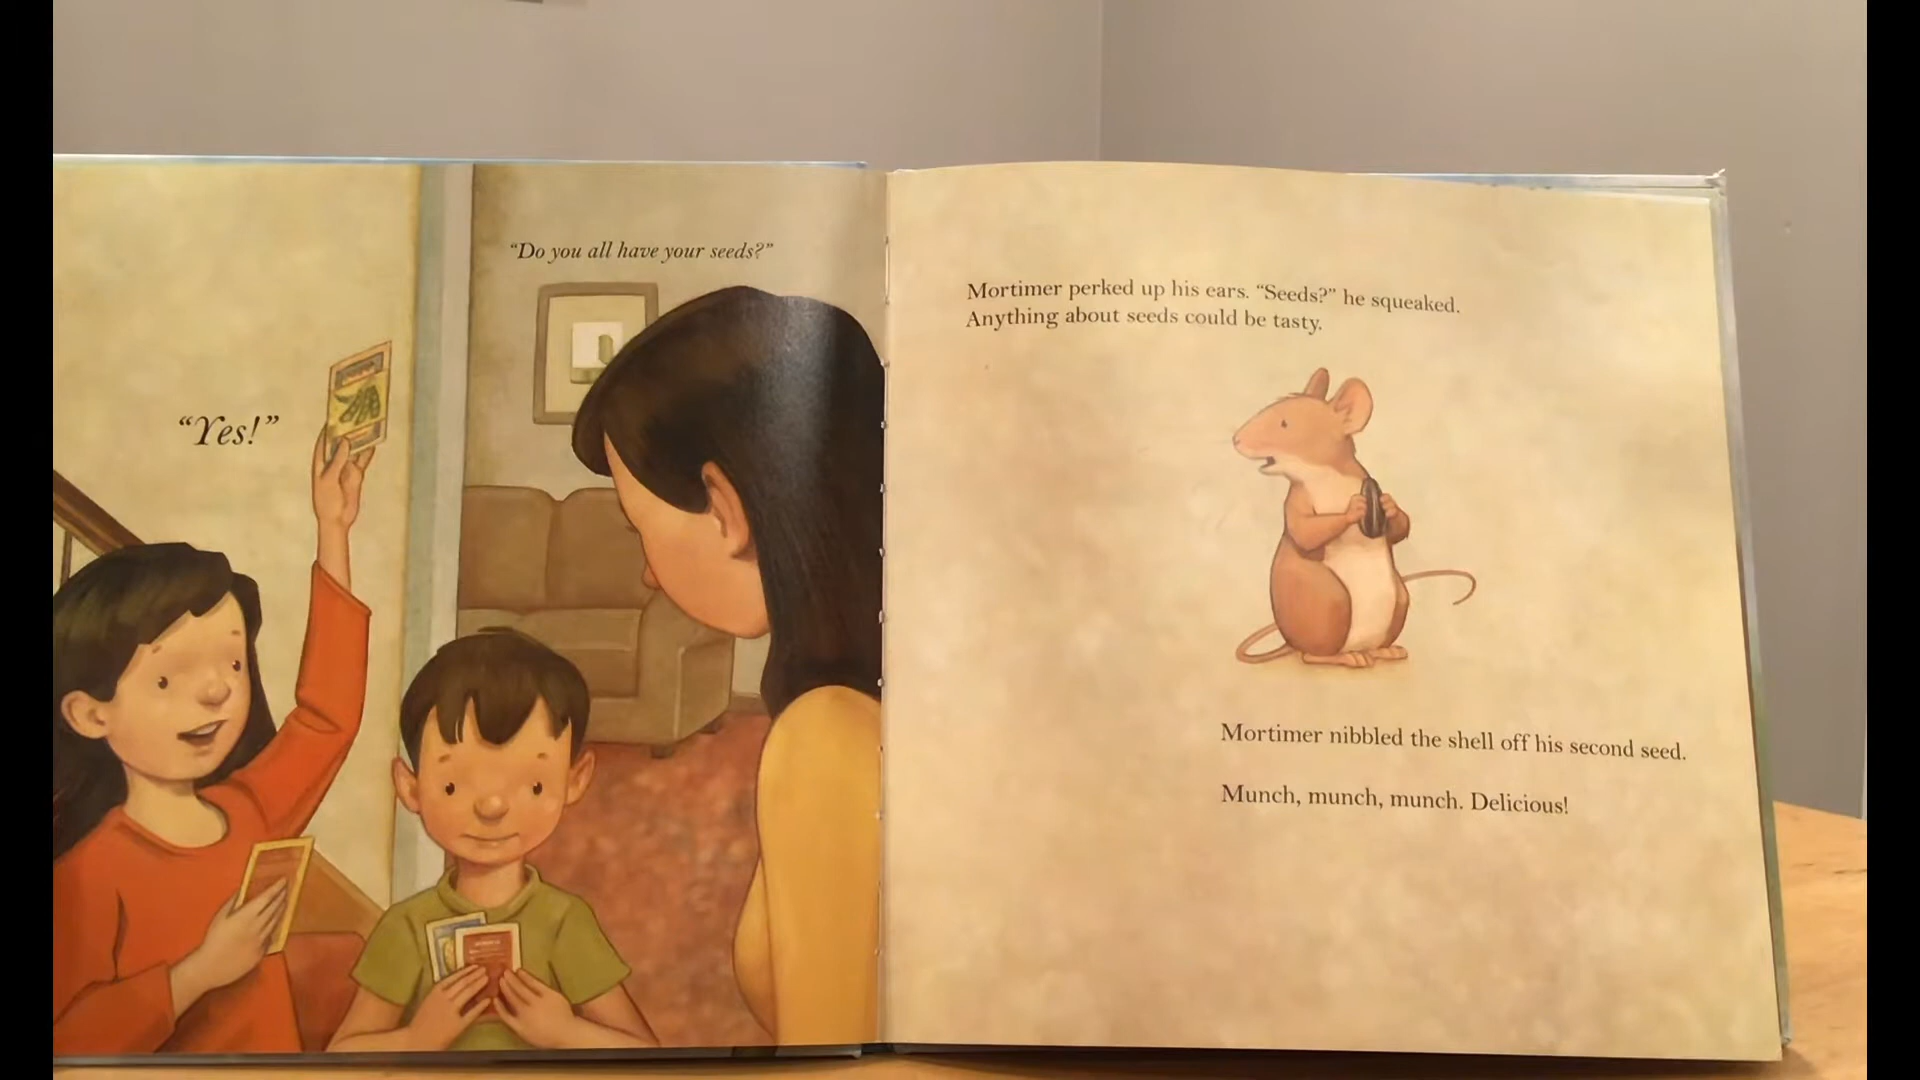 “Do you all have your seeds?”
“Yes!”
Mortimer perked up his ears. “Seeds?” he squeaked.
Anything about seeds could be tasty.
Mortimer nibbled the shell off his second seed.
Munch, munch, munch. Delicious!